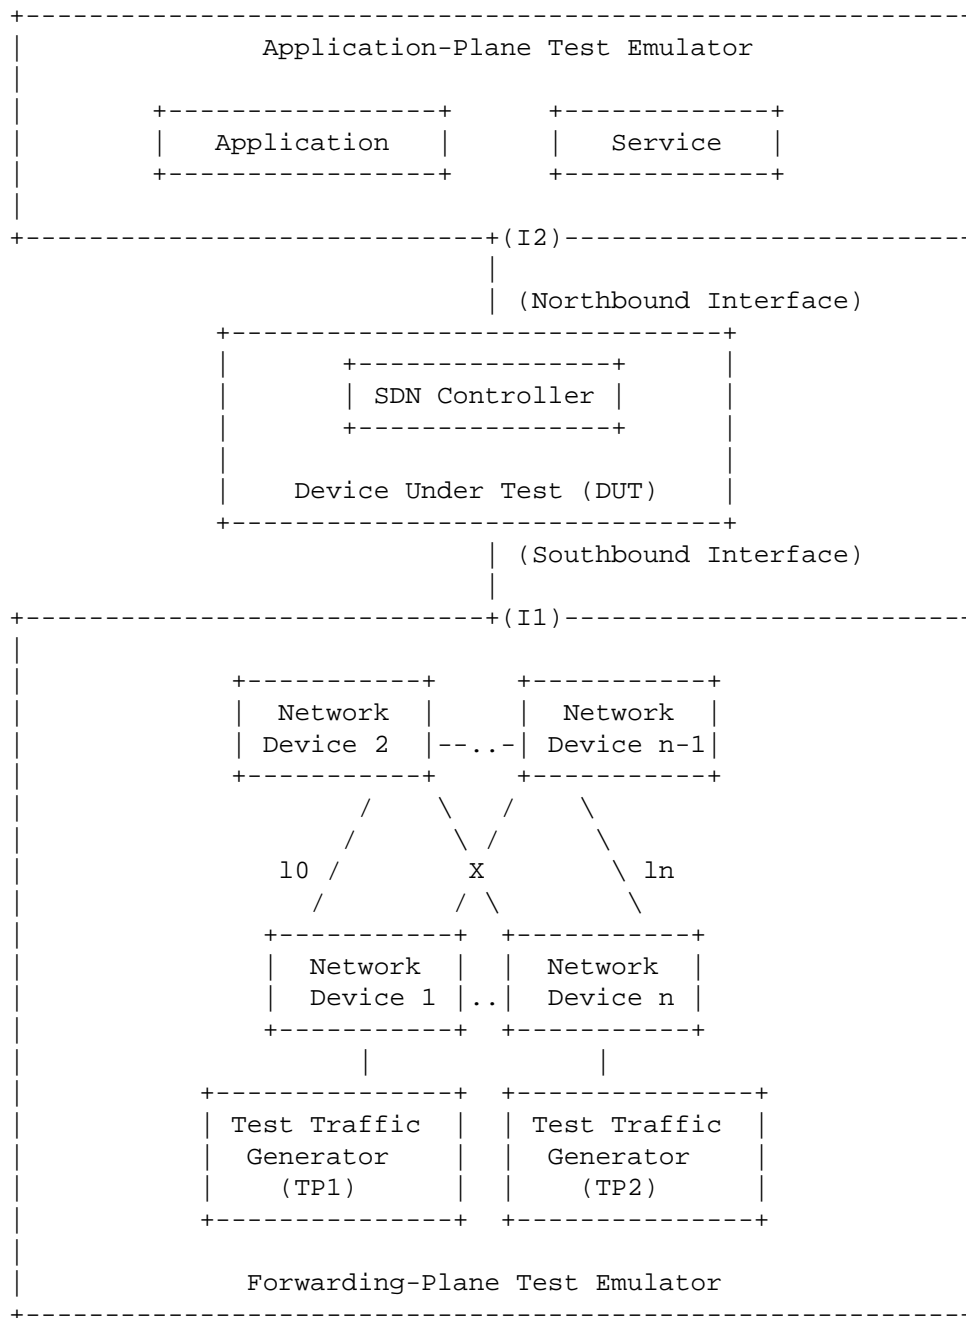 Application-Plane Test Emulator
Application Service
(I2)
(Northbound Interface)
SDN Controller
Device Under Test (DUT)
(Southbound Interface)
(I1)
Network Network
Device 2 --..- Device n-1
l0 X ln
Network Network
Device 1 .. Device n
Test Traffic Test Traffic
Generator Generator
(TP1) (TP2)
Forwarding-Plane Test Emulator